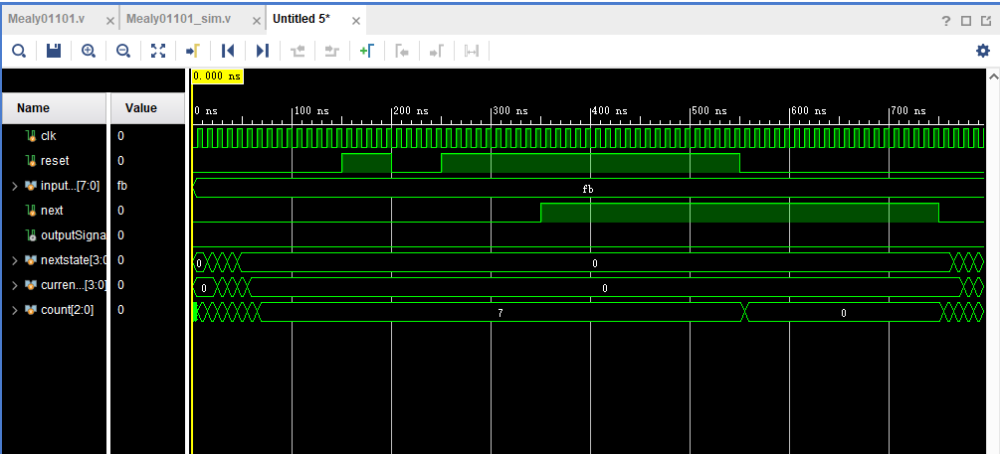 Mealy01101.v × Mealy01101_sim.v × Untitled 5* ×
?
0.000 ns
Name Value
0 ns 100 ns 200 ns 300 ns 400 ns 500 ns 600 ns 700 ns
clk 0
reset 0
input...[7:0] fb fb
next 0
outputSigna 0
nextstate[3:0 0 0 0
curren...[3:0] 0 0 0
count[2:0] 0 7 0